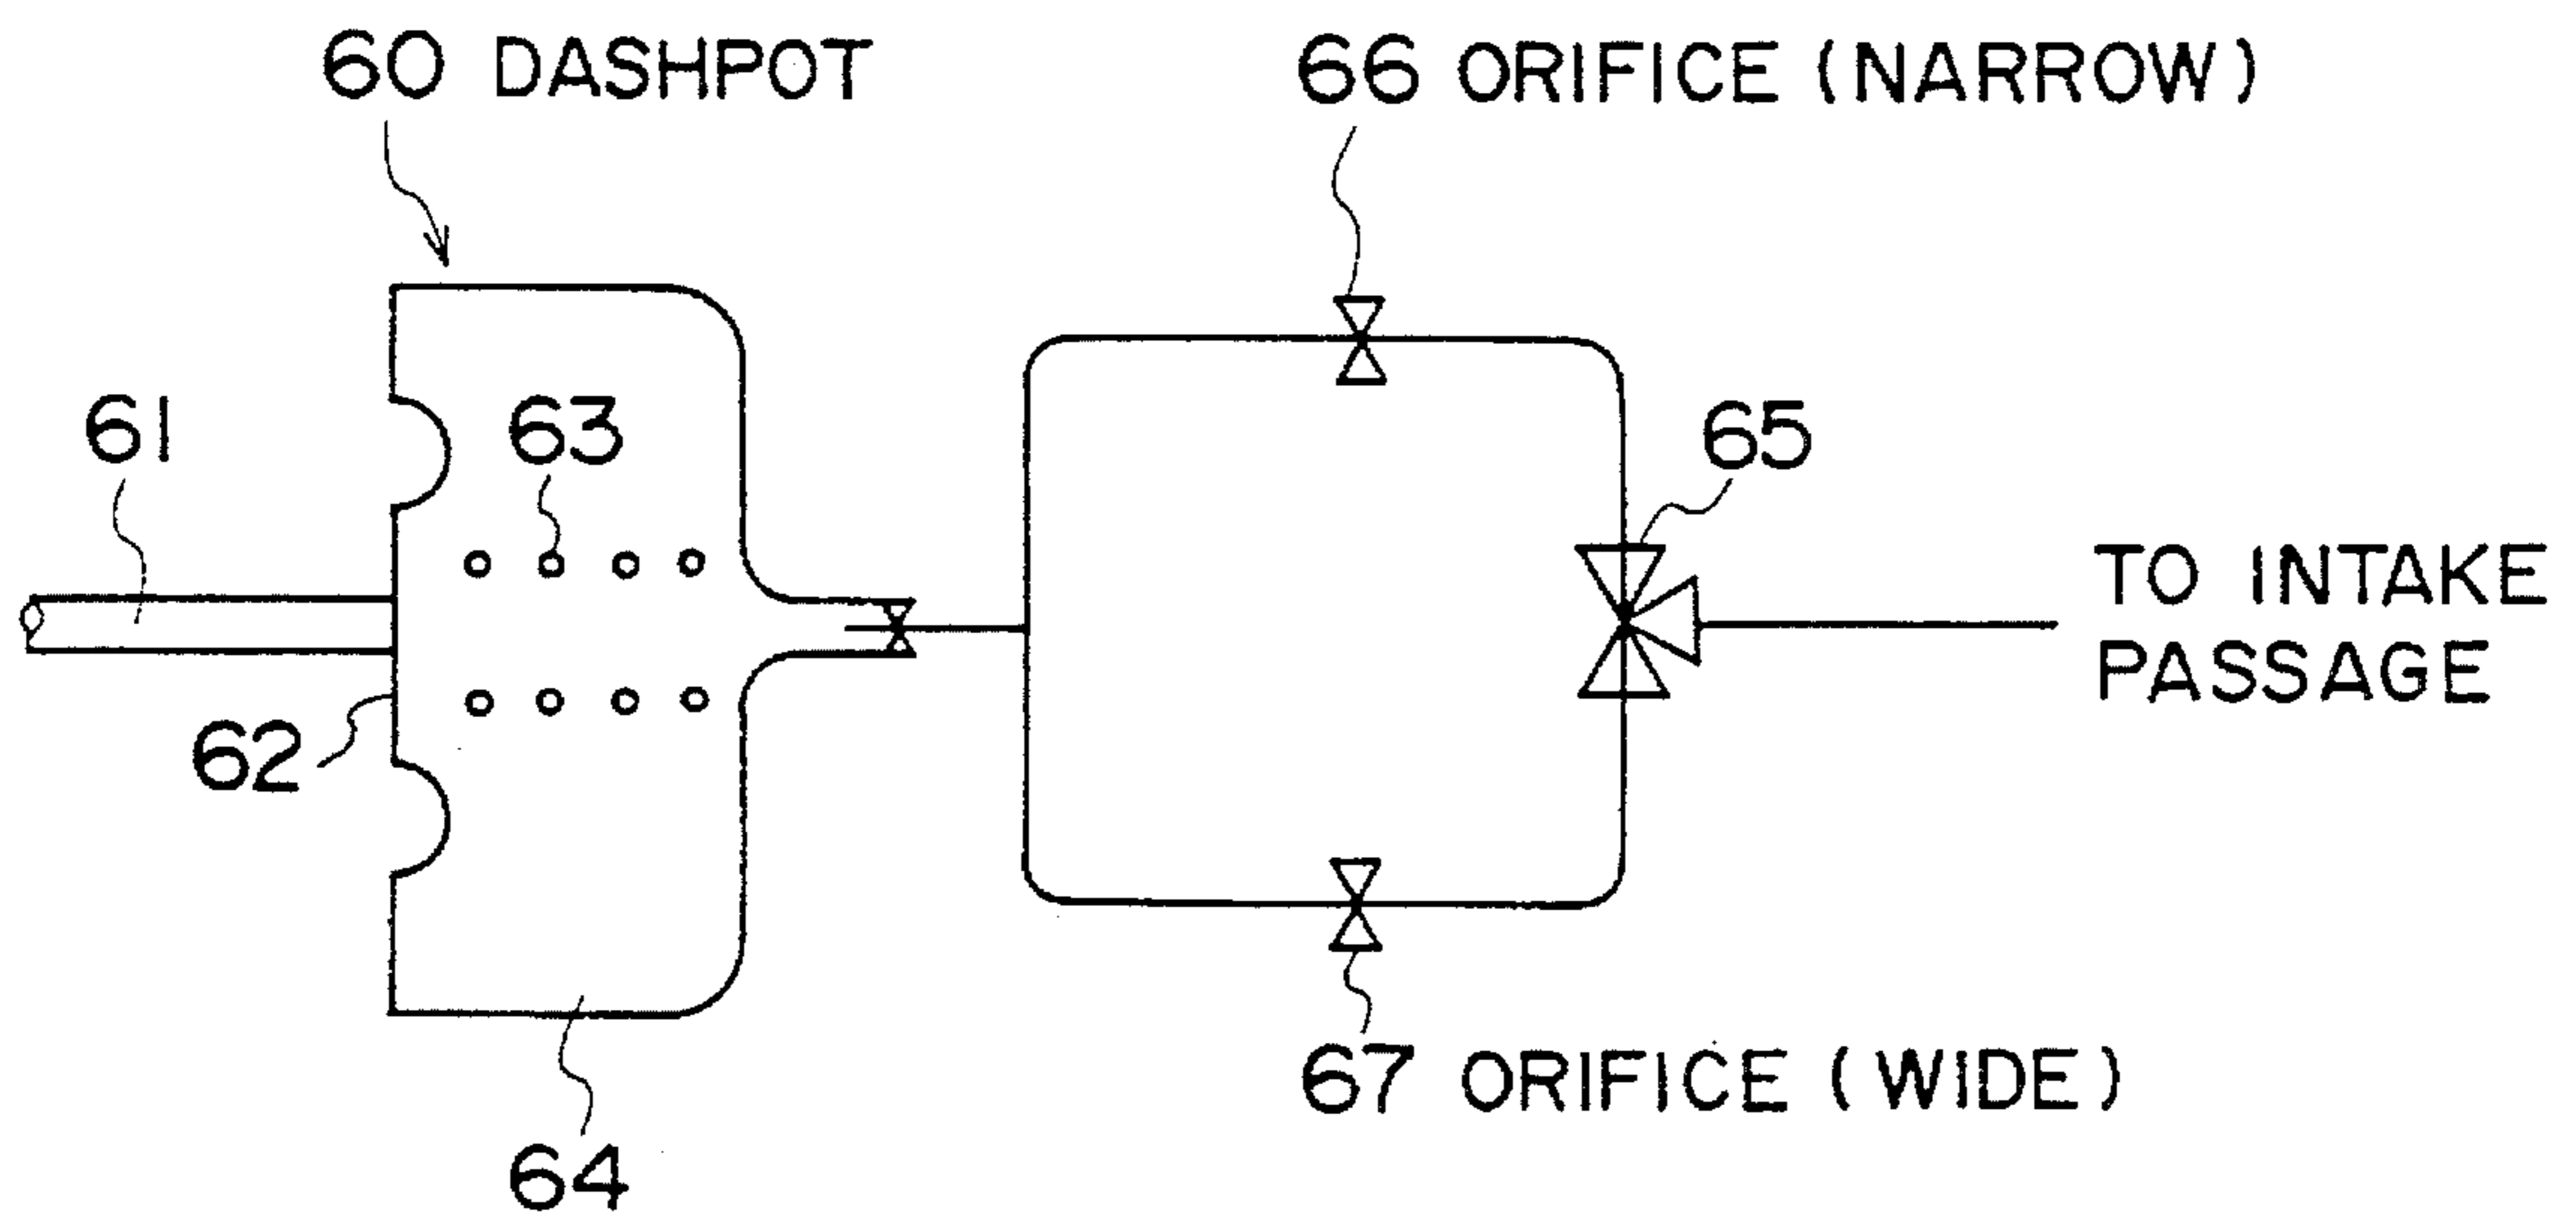 60 DASHPOT
66 ORIFICE (NARROW)
61
63
65
TO INTAKE
PASSAGE
62
67 ORIFICE (WIDE)
64